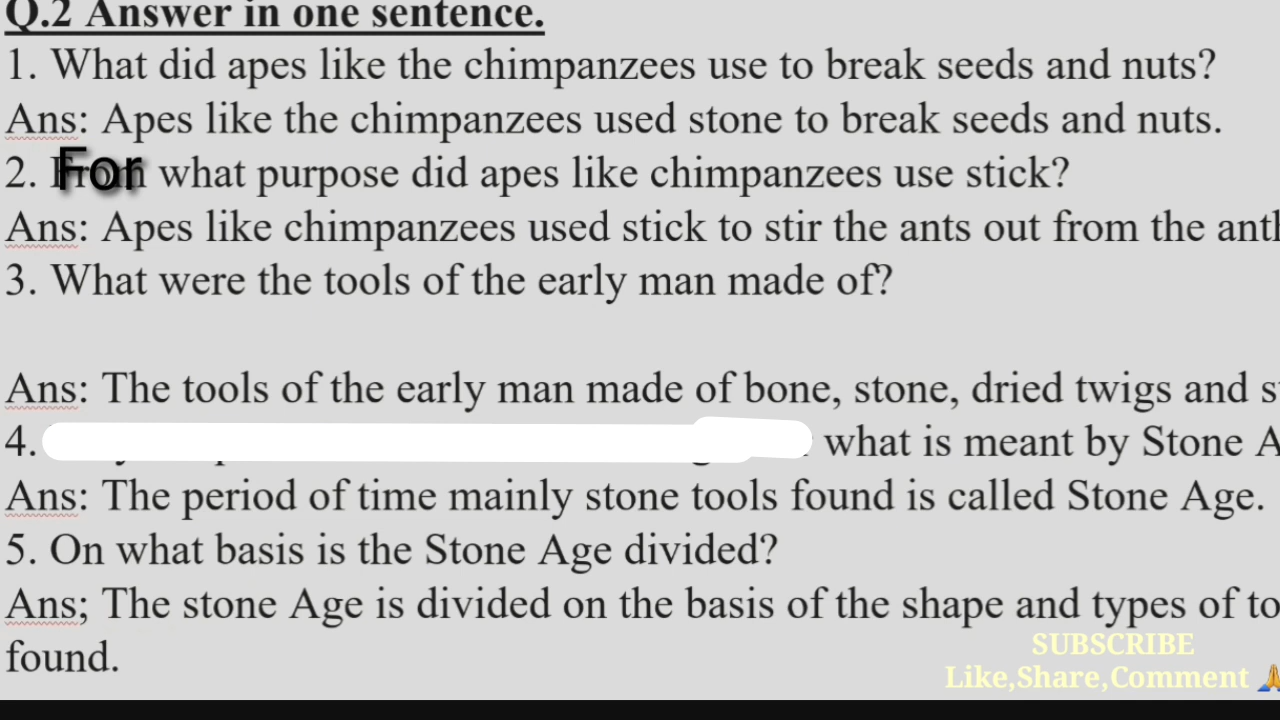 Q.2 Answer in one sentence.
1. What did apes like the chimpanzees use to break seeds and nuts?
Ans: Apes like the chimpanzees used stone to break seeds and nuts.
2. For what purpose did apes like chimpanzees use stick?
Ans: Apes like chimpanzees used stick to stir the ants out from the
3. What were the tools of the early man made of?
Ans: The tools of the early man made of bone, stone, dried twigs and
4. what is meant by Stone
Ans: The period of time mainly stone tools found is called Stone Age.
5. On what basis is the Stone Age divided?
Ans; The stone Age is divided on the basis of the shape and types of
found.
SUBSCRIBE
Like,Share,Comment 🙏